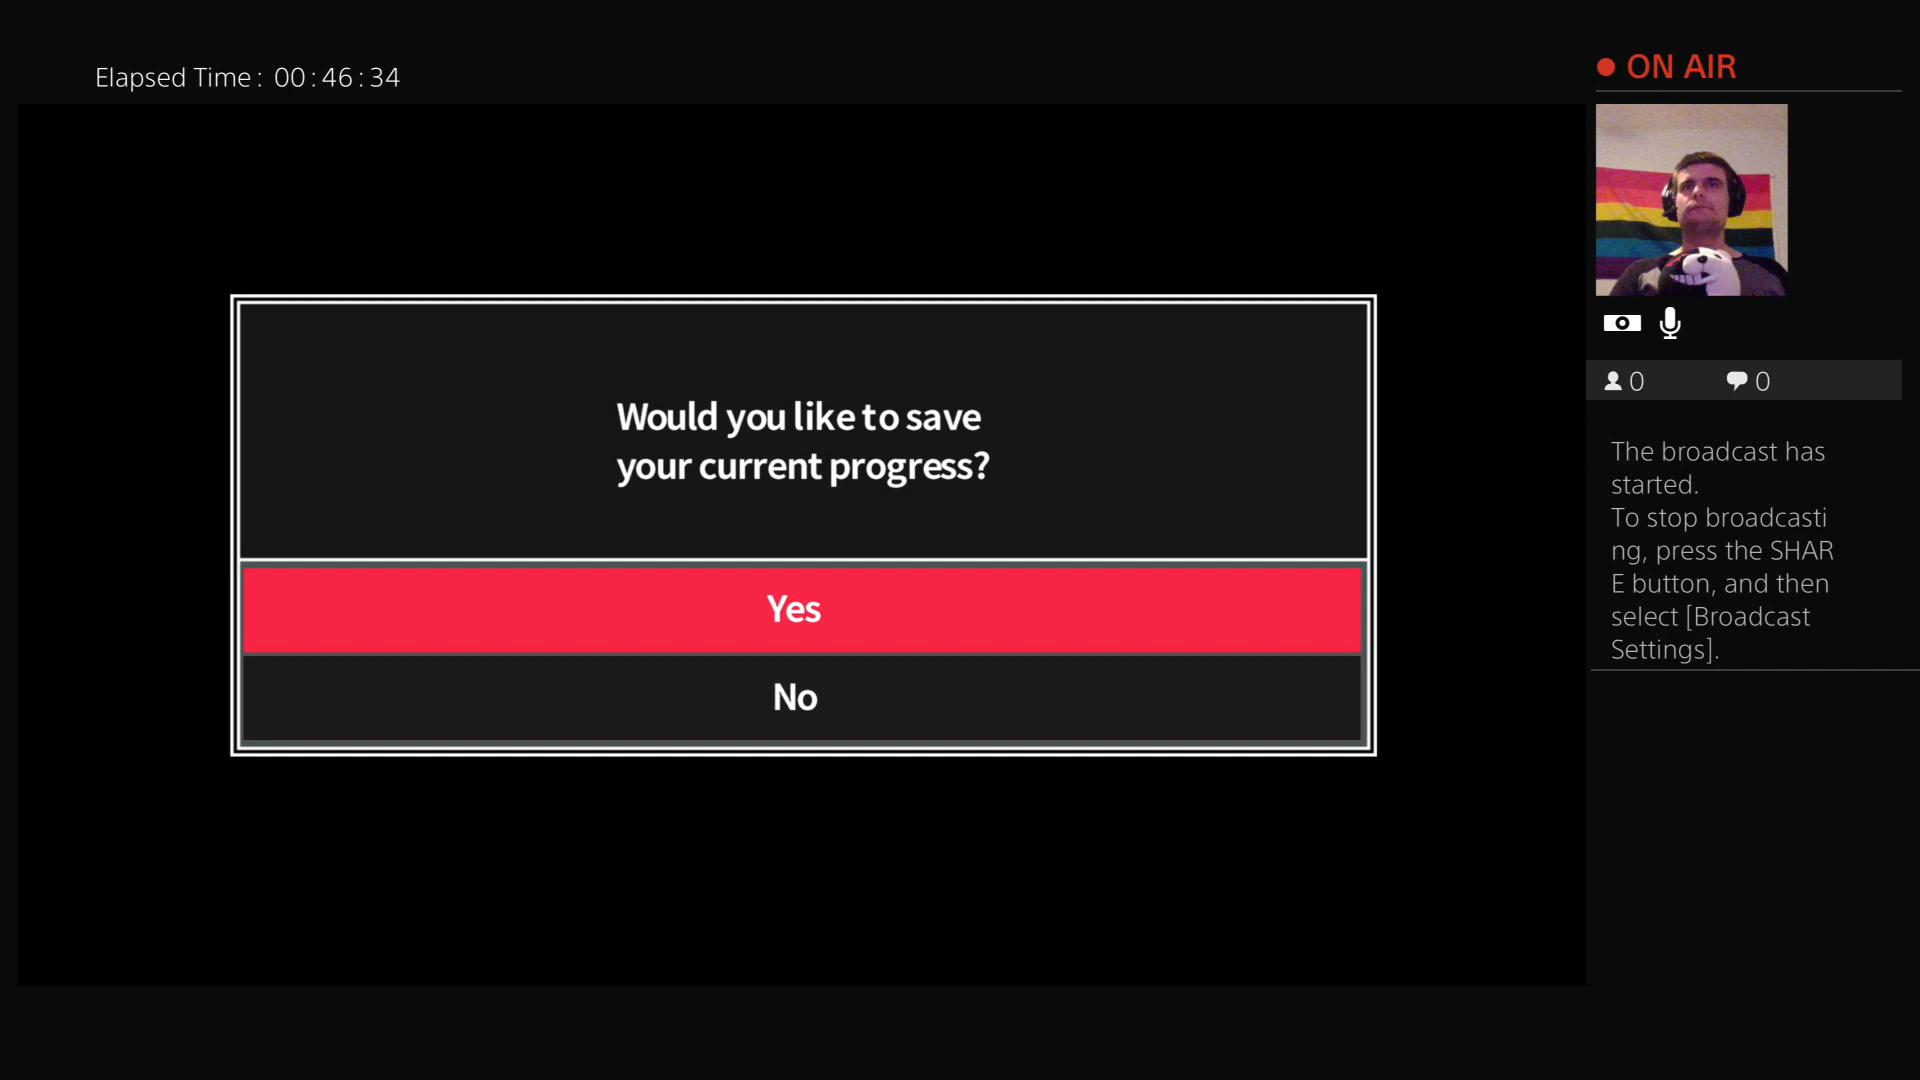 Elapsed Time: 00:46:34
ON AIR
0 0
Would you like to save
your current progress?
Yes
No
The broadcast has
started.
To stop broadcasti
ng, press the SHAR
E button, and then
select [Broadcast
Settings].